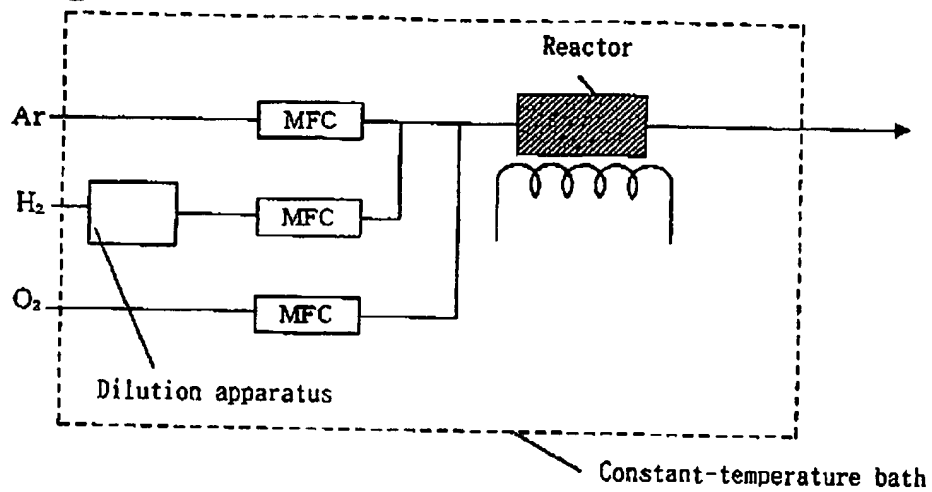 Reactor
Ar
MFC
H₂
MFC
O₂
MFC
Dilution apparatus
Constant-temperature bath